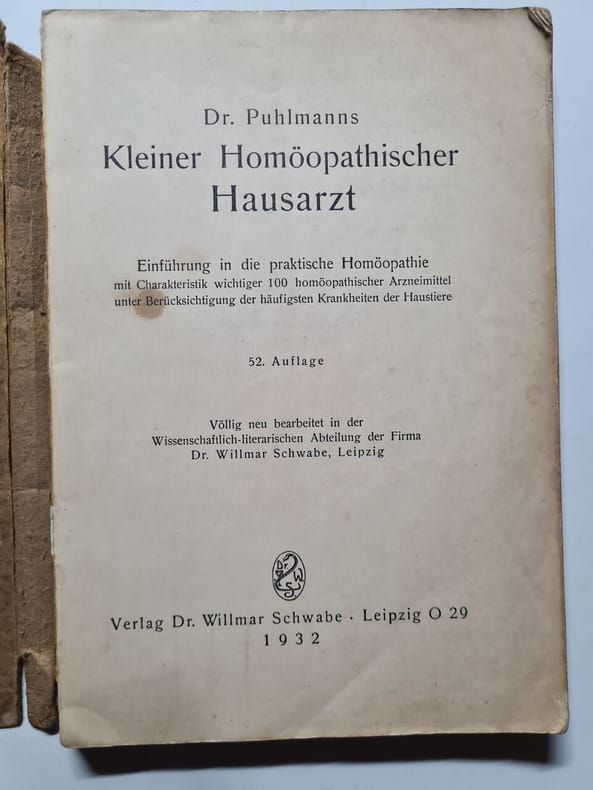 Dr. Puhlmanns
Kleiner Homöopathischer
Hausarzt
Einführung in die praktische Homöopathie
mit Charakteristik wichtiger 100 homöopathischer Arzneimittel
unter Berücksichtigung der häufigsten Krankheiten der Haustiere
52. Auflage
Völlig neu bearbeitet in der
Wissenschaftlich-literarischen Abteilung der Firma
Dr. Willmar Schwabe, Leipzig
Verlag Dr. Willmar Schwabe · Leipzig O 29
1932